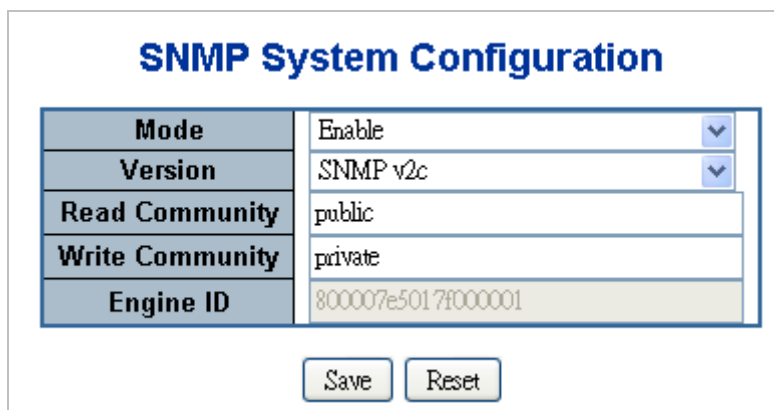 SNMP System Configuration
Mode Enable
Version SNMP v2c
Read Community public
Write Community private
Engine ID 800007e5017f000001
Save Reset